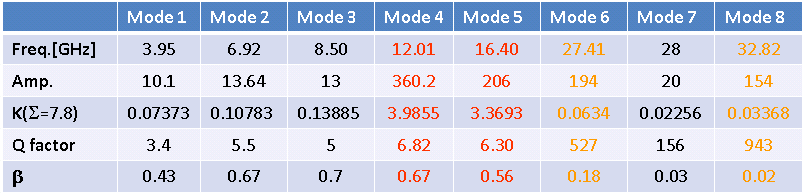 Mode 1 Mode 2 Mode 3 Mode 4 Mode 5 Mode 6 Mode 7 Mode 8
Freq.[GHz] 3.95 6.92 8.50 12.01 16.40 27.41 28 32.82
Amp. 10.1 13.64 13 360.2 206 194 20 154
K(Σ=7.8) 0.07373 0.10783 0.13885 3.9855 3.3693 0.0634 0.02256 0.03368
Q factor 3.4 5.5 5 6.82 6.30 527 156 943
β 0.43 0.67 0.7 0.67 0.56 0.18 0.03 0.02